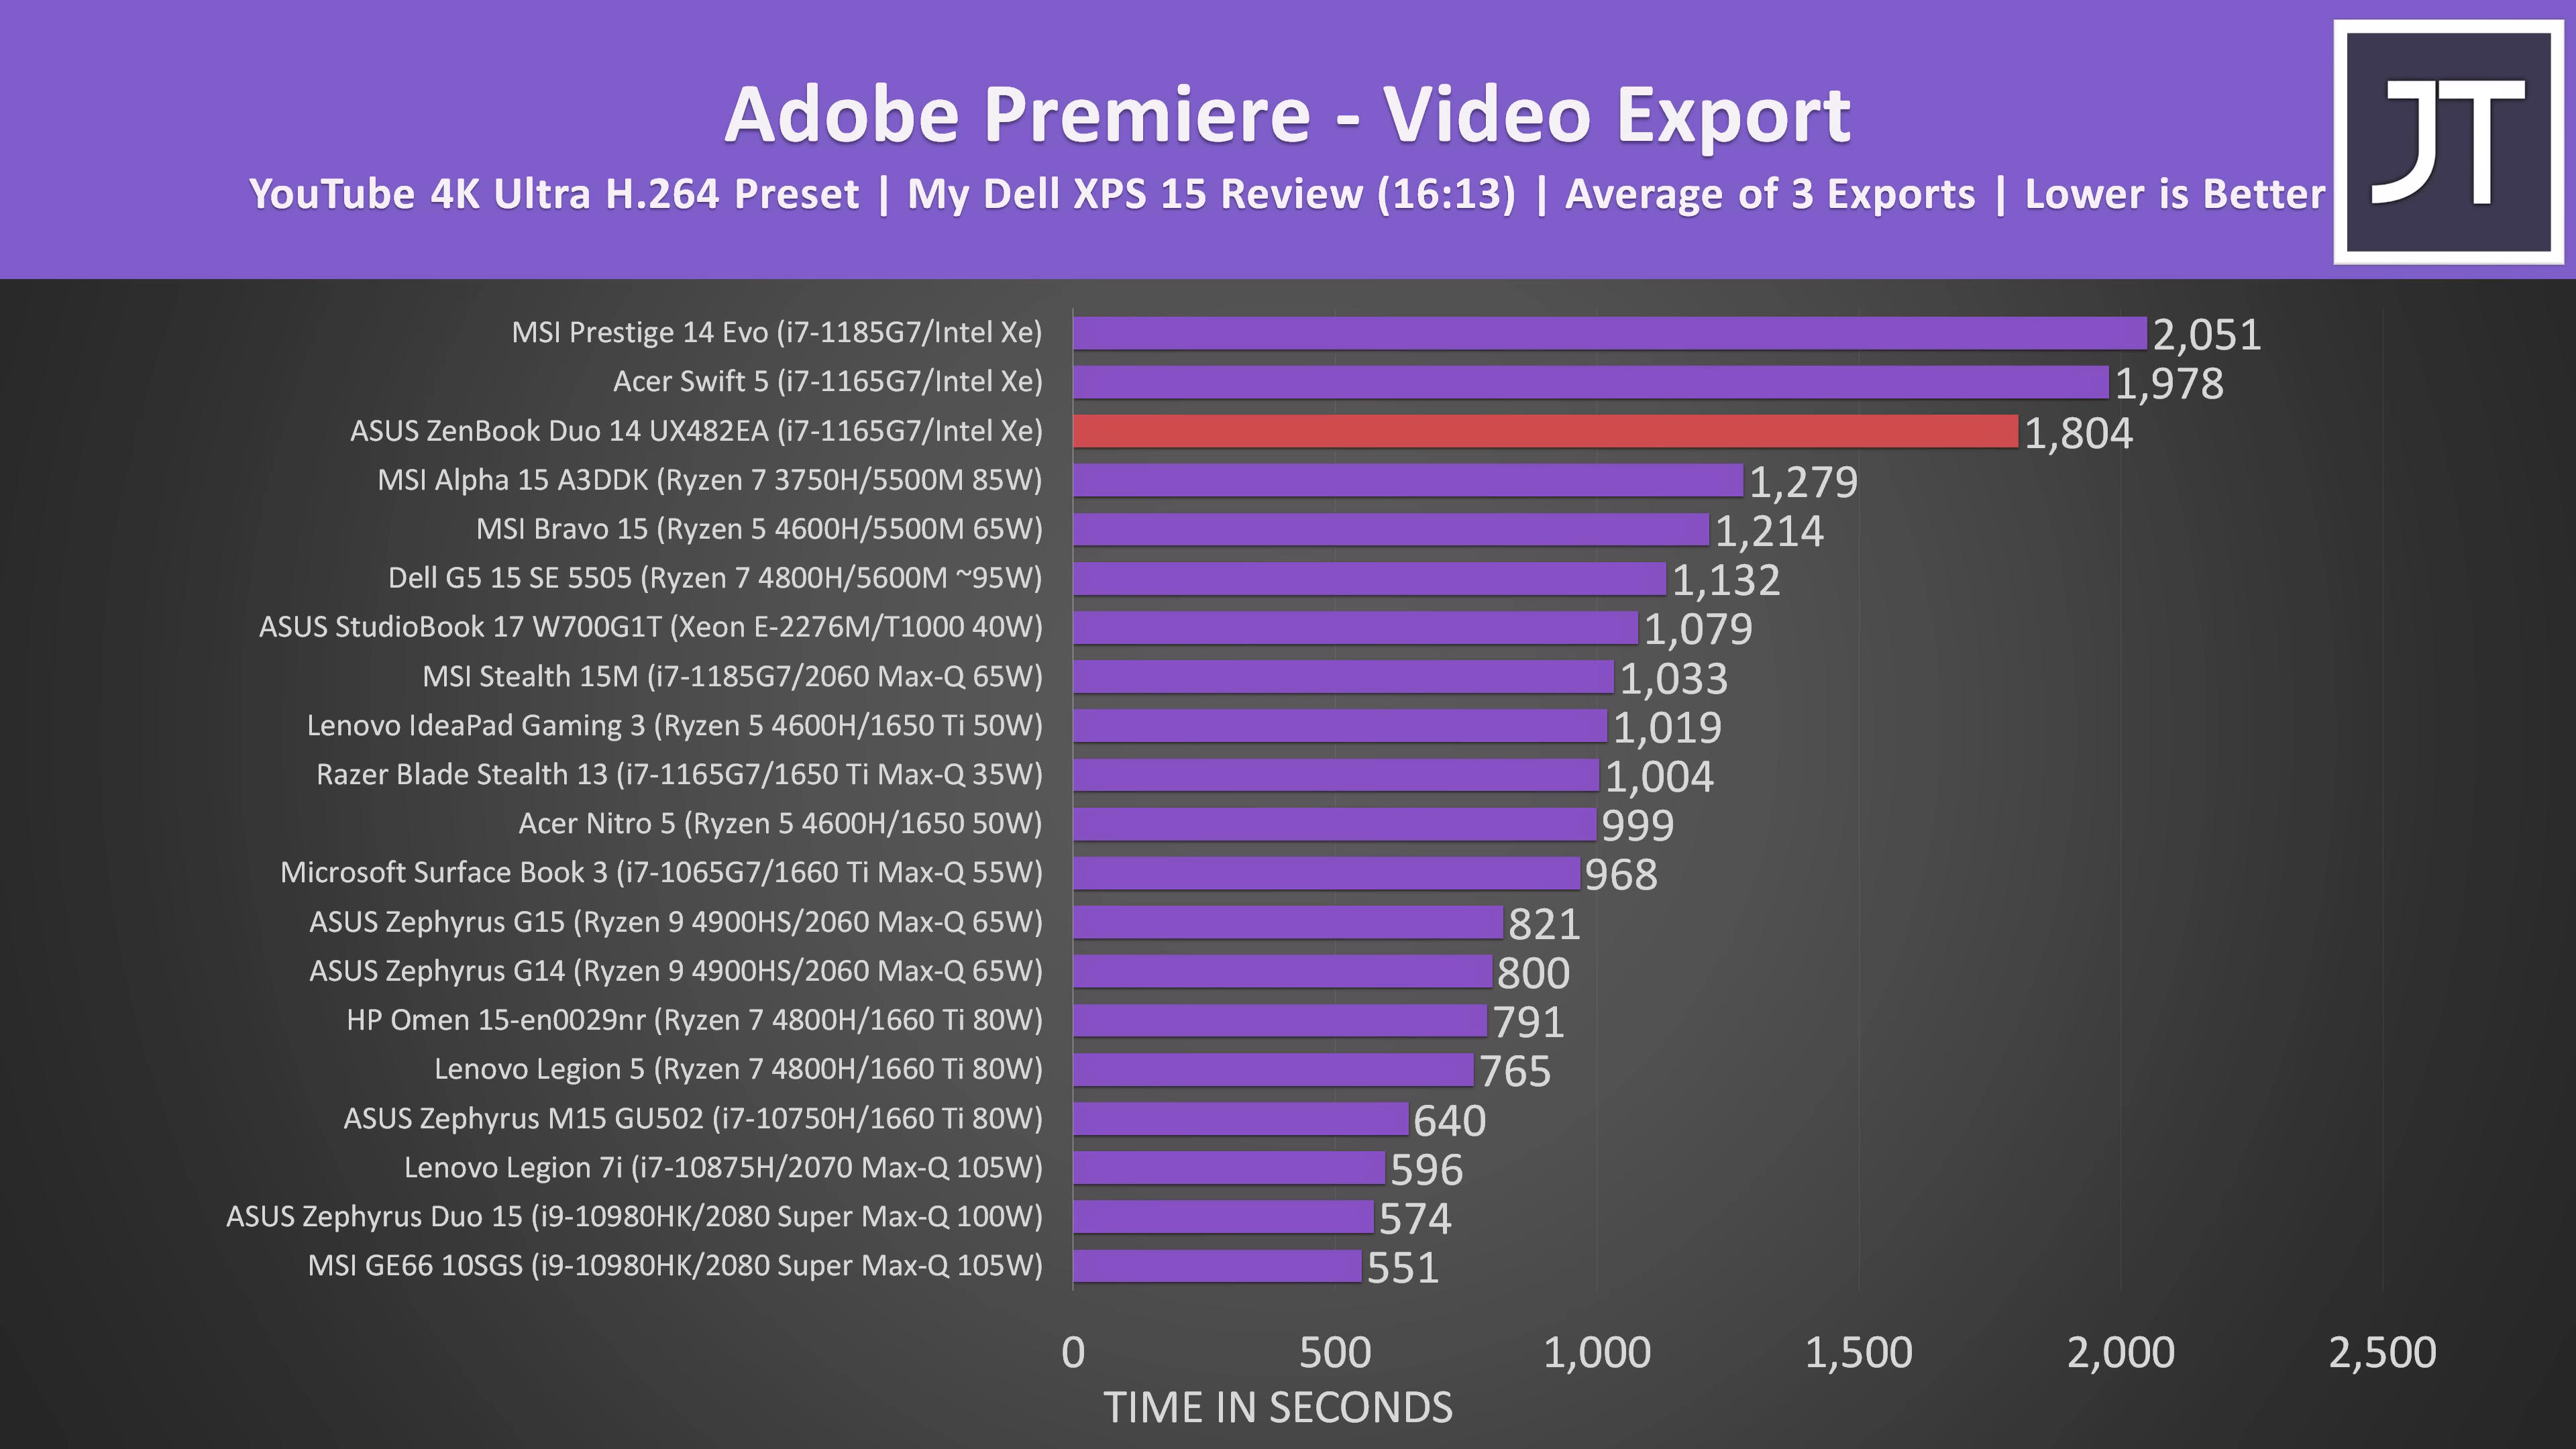 Adobe Premiere - Video Export
JT
YouTube 4K Ultra H.264 Preset | My Dell XPS 15 Review (16:13) | Average of 3 Exports | Lower is Better
MSI Prestige 14 Evo (i7-1185G7/Intel Xe) 2,051
Acer Swift 5 (i7-1165G7/Intel Xe) 1,978
ASUS ZenBook Duo 14 UX482EA (i7-1165G7/Intel Xe) 1,804
MSI Alpha 15 A3DDK (Ryzen 7 3750H/5500M 85W) 1,279
MSI Bravo 15 (Ryzen 5 4600H/5500M 65W) 1,214
Dell G5 15 SE 5505 (Ryzen 7 4800H/5600M ~95W) 1,132
ASUS StudioBook 17 W700G1T (Xeon E-2276M/T1000 40W) 1,079
MSI Stealth 15M (i7-1185G7/2060 Max-Q 65W) 1,033
Lenovo IdeaPad Gaming 3 (Ryzen 5 4600H/1650 Ti 50W) 1,019
Razer Blade Stealth 13 (i7-1165G7/1650 Ti Max-Q 35W) 1,004
Acer Nitro 5 (Ryzen 5 4600H/1650 50W) 999
Microsoft Surface Book 3 (i7-1065G7/1660 Ti Max-Q 55W) 968
ASUS Zephyrus G15 (Ryzen 9 4900HS/2060 Max-Q 65W) 821
ASUS Zephyrus G14 (Ryzen 9 4900HS/2060 Max-Q 65W) 800
HP Omen 15-en0029nr (Ryzen 7 4800H/1660 Ti 80W) 791
Lenovo Legion 5 (Ryzen 7 4800H/1660 Ti 80W) 765
ASUS Zephyrus M15 GU502 (i7-10750H/1660 Ti 80W) 640
Lenovo Legion 7i (i7-10875H/2070 Max-Q 105W) 596
ASUS Zephyrus Duo 15 (i9-10980HK/2080 Super Max-Q 100W) 574
MSI GE66 10SGS (i9-10980HK/2080 Super Max-Q 105W) 551
0 500 1,000 1,500 2,000 2,500
TIME IN SECONDS